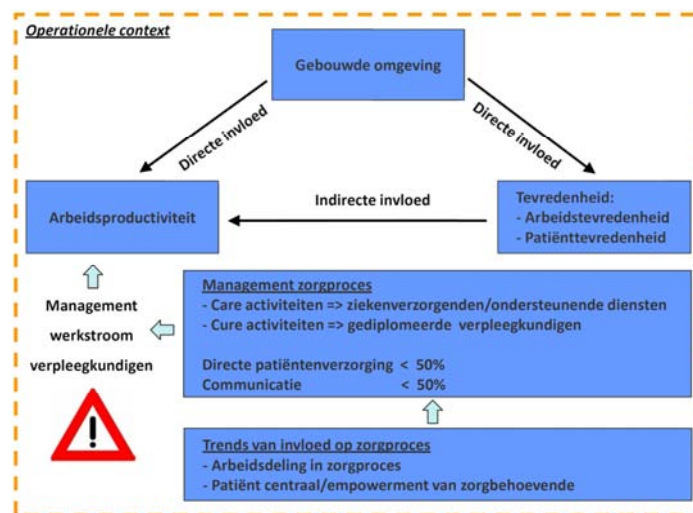 Operationele context
Gebouwde omgeving
Directe invloed
Directe invloed
Arbeidsproductiviteit
Indirecte invloed
Tevredenheid:
- Arbeidstevredenheid
- Patiënttevredenheid
Management
werkstroom
verpleegkundigen
!
Management zorgproces
- Care activiteiten => ziekenverzorgenden/ondersteunende diensten
- Cure activiteiten => gediplomeerde verpleegkundigen
Directe patiëntenverzorging < 50%
Communicatie < 50%
Trends van invloed op zorgproces
- Arbeidsdeling in zorgproces
- Patiënt centraal/empowerment van zorgbehoevende